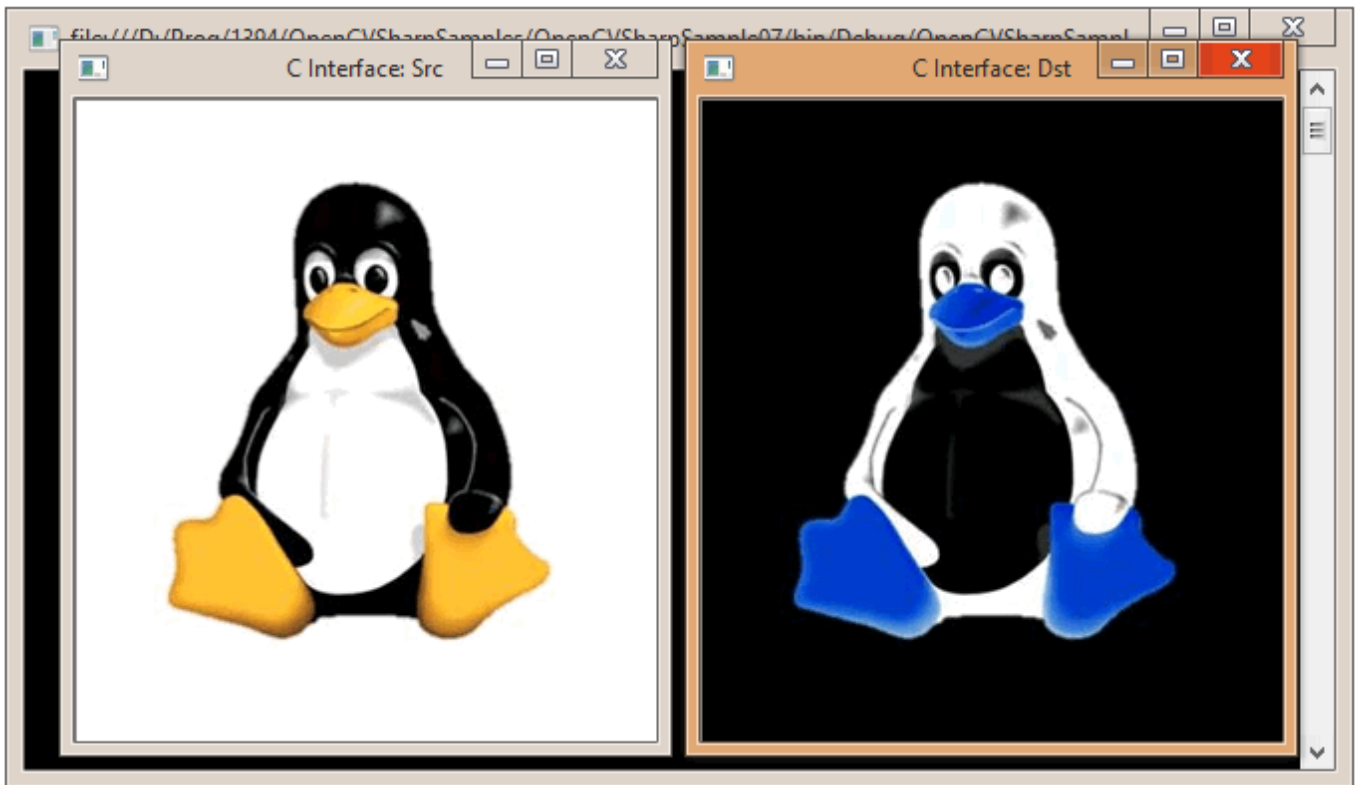 file:///D:/Prog/1394/OpenCVSharpSamples/OpenCVSharpSample07/bin/Debug/OpenCVSharpSampl
C Interface: Src
C Interface: Dst